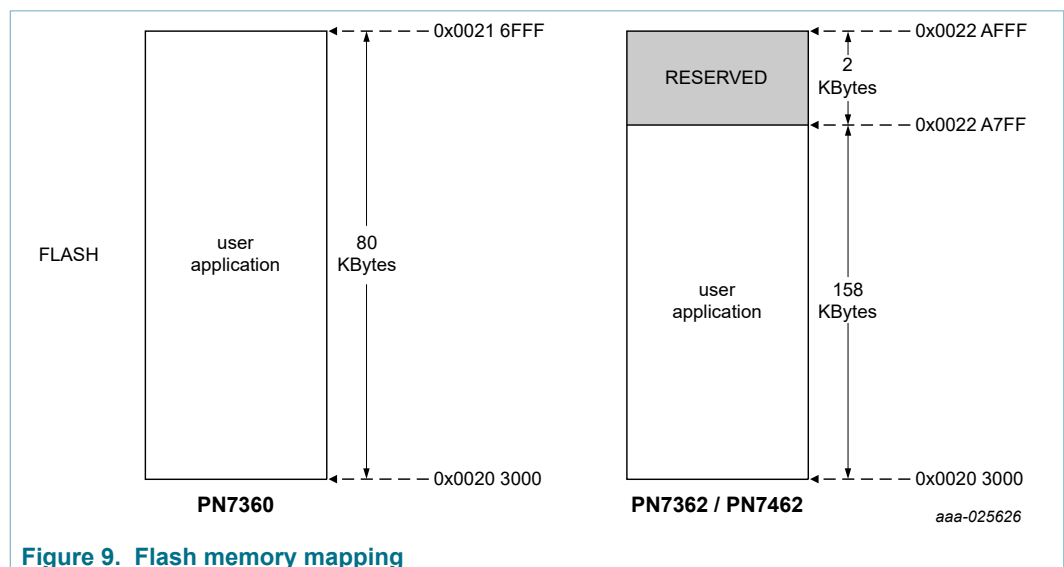 0x0021 6FFF
0x0022 AFFF
RESERVED
2
KBytes
0x0022 A7FF
FLASH
user
application
80
KBytes
user
application
158
KBytes
0x0020 3000
0x0020 3000
PN7360
PN7362 / PN7462
aaa-025626
Figure 9. Flash memory mapping